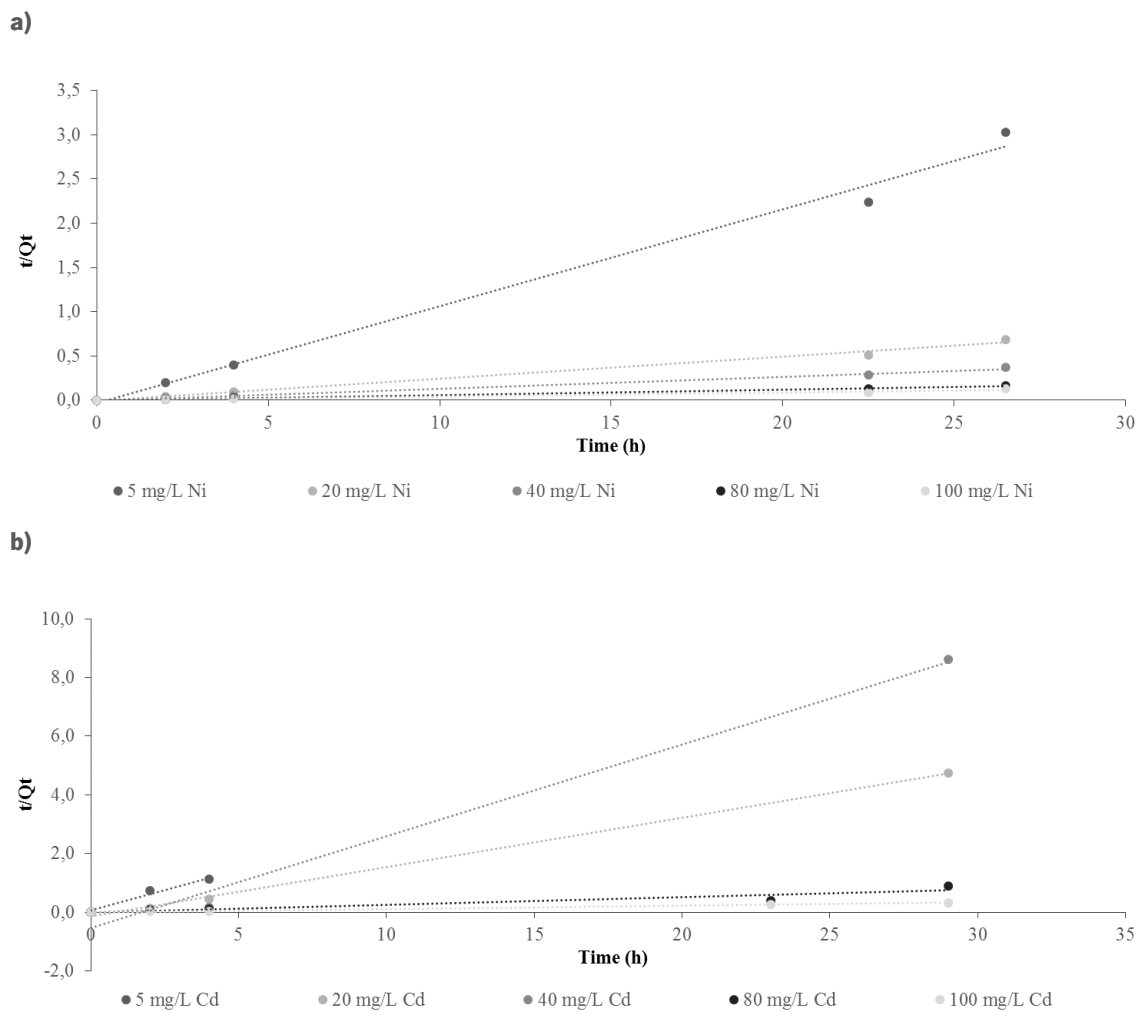 a)
3,5
3,0
2,5
2,0
1,5
1,0
0,5
0,0
t/Qt
0 5 10 15 20 25 30
Time (h)
5 mg/L Ni 20 mg/L Ni 40 mg/L Ni 80 mg/L Ni 100 mg/L Ni
b)
10,0
8,0
6,0
4,0
2,0
0,0
-2,0
t/Qt
0 5 10 15 20 25 30 35
Time (h)
5 mg/L Cd 20 mg/L Cd 40 mg/L Cd 80 mg/L Cd 100 mg/L Cd